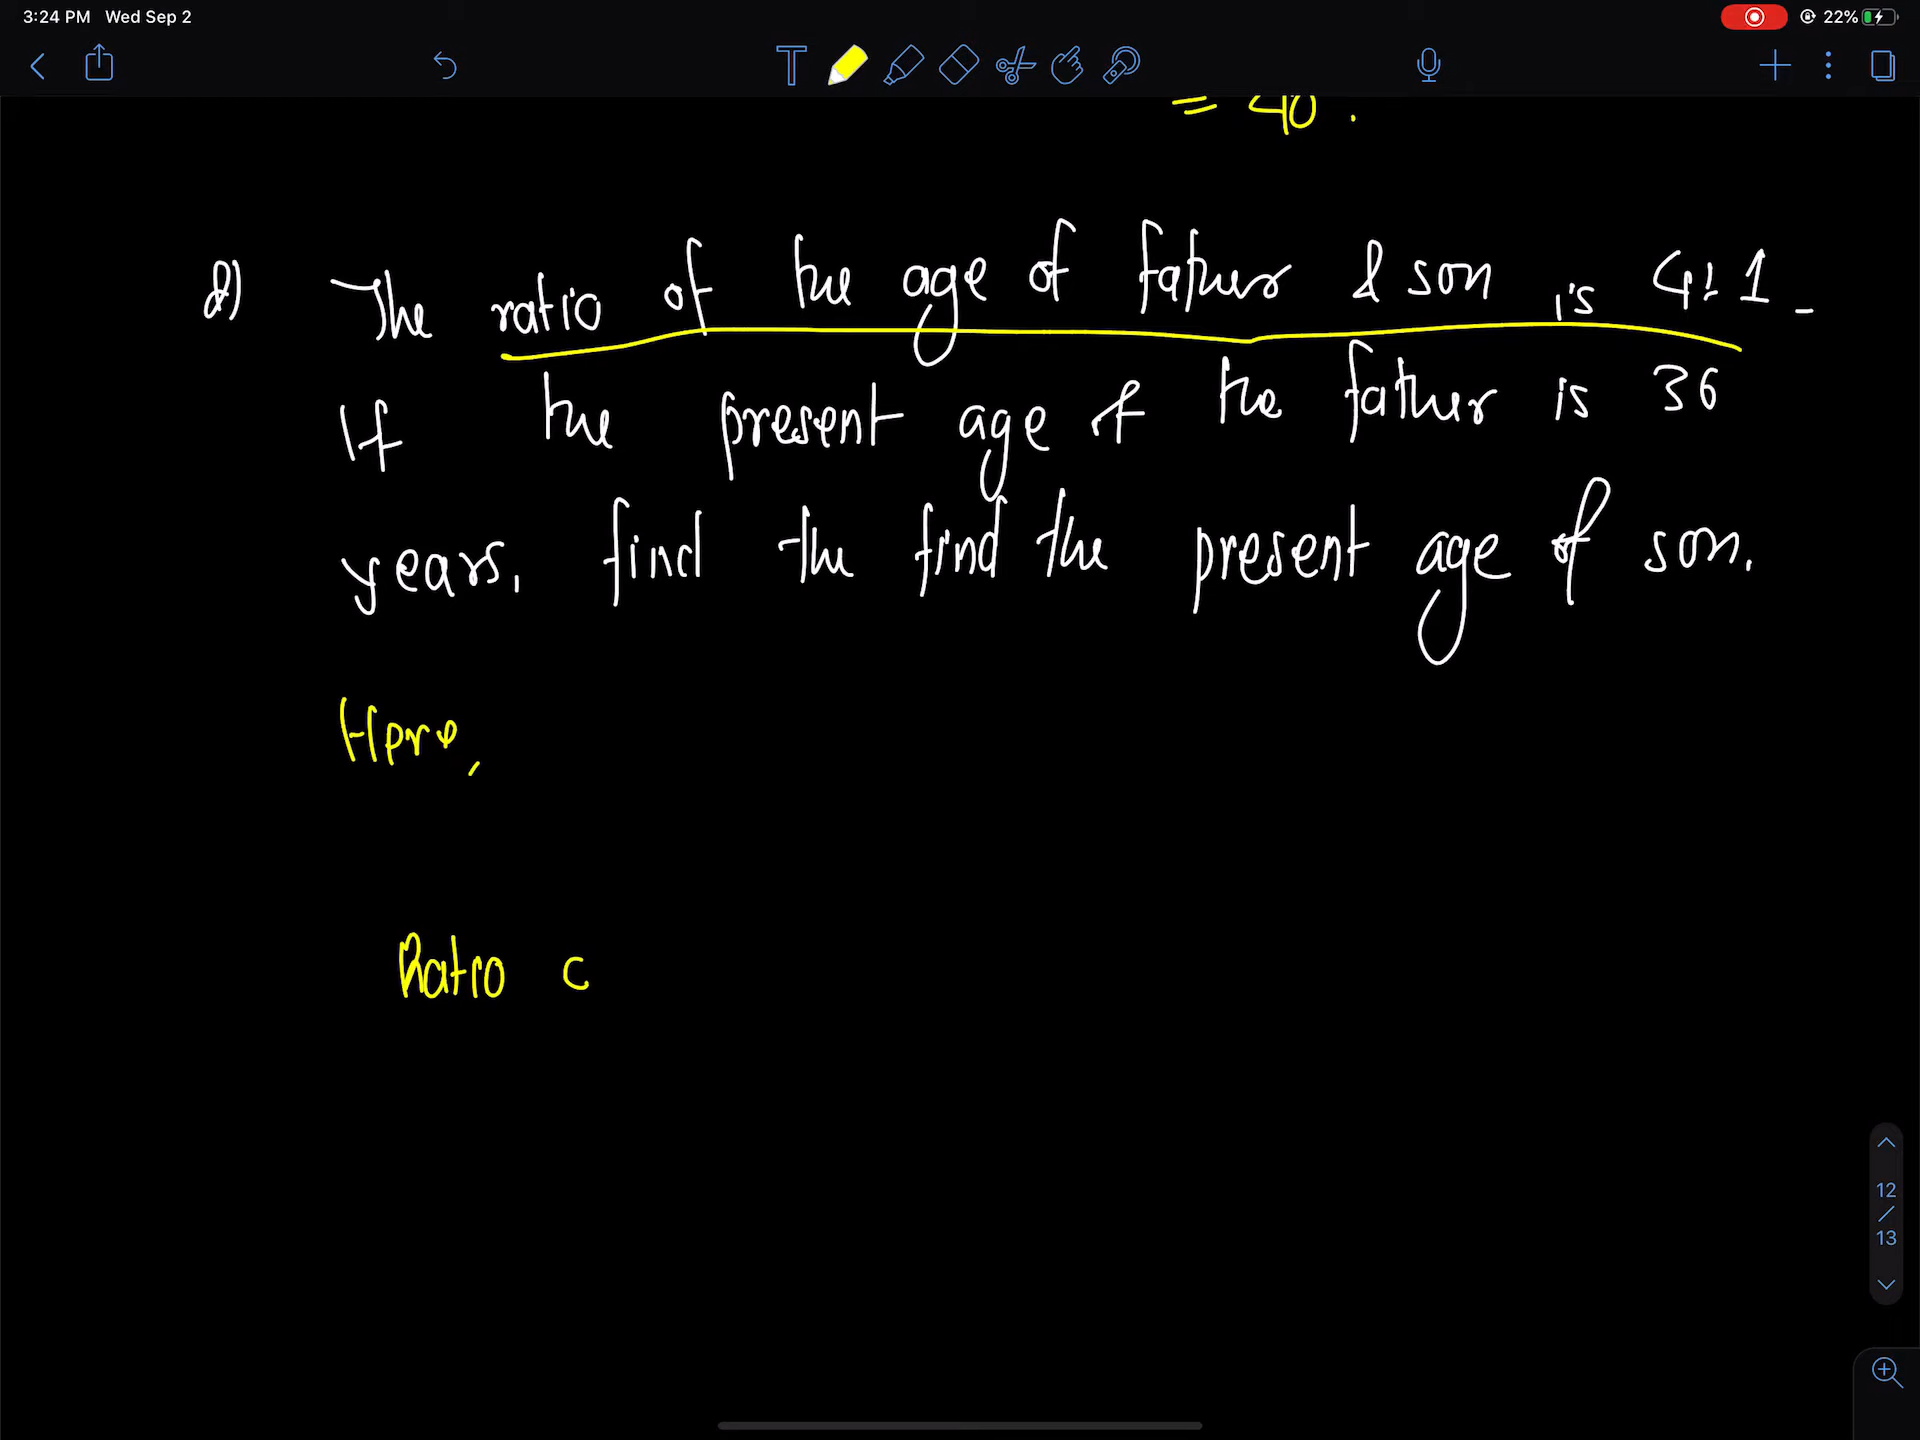 3:24 PM Wed Sep 2
22%
= 40.
d) The ratio of the age of father & son is 4:1.
If the present age of the father is 36
years, find the find the present age of son.
Here,
Ratio c
12
/
13